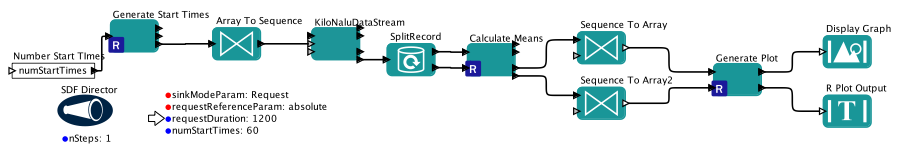 Generate Start Times
Array To Sequence
KiloNaluDataStream
SplitRecord
Calculate Means
Sequence To Array
Display Graph
Number Start TImes
numStartTimes
R
R
Generate Plot
R
SDF Director
nSteps: 1
sinkModeParam: Request
requestReferenceParam: absolute
requestDuration: 1200
numStartTimes: 60
Sequence To Array2
R Plot Output
T